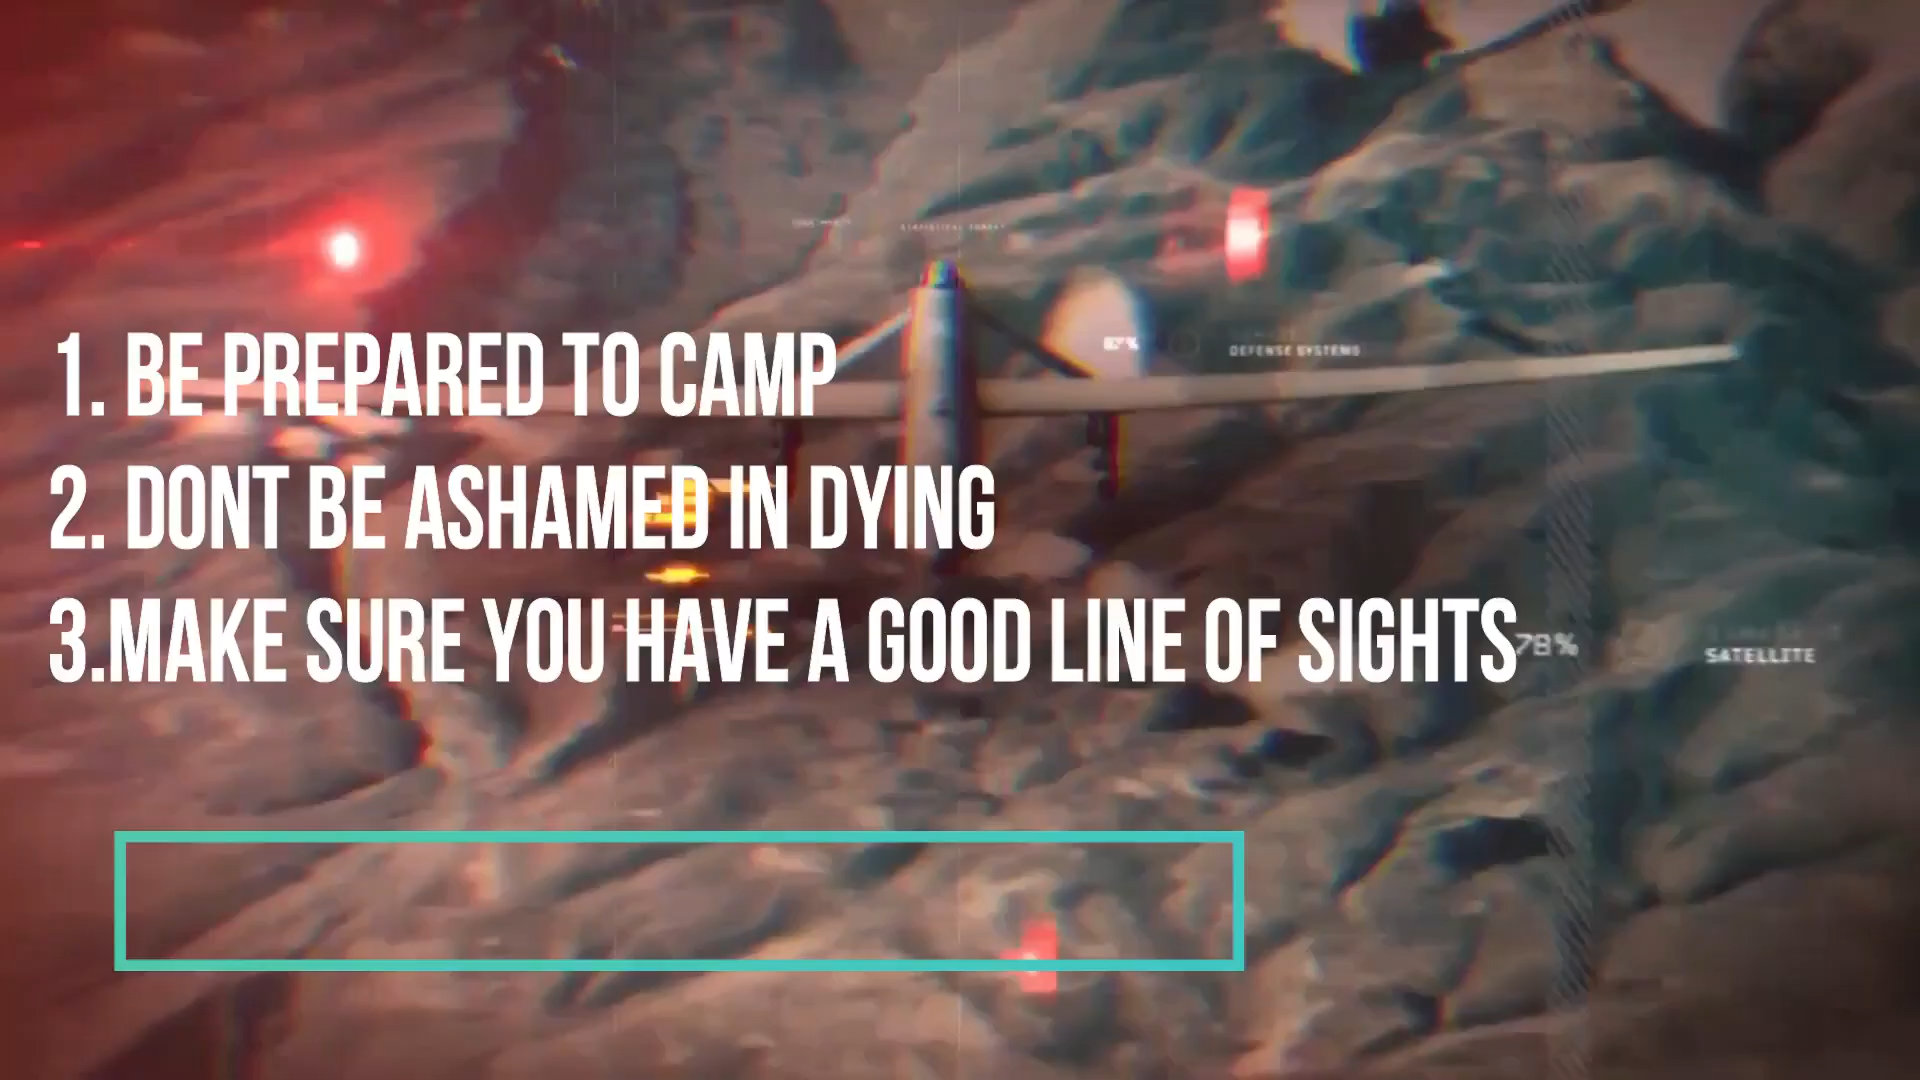 82%
DEFENSE SYSTEMS
1. BE PREPARED TO CAMP
2. DONT BE ASHAMED IN DYING
3.MAKE SURE YOU HAVE A GOOD LINE OF SIGHTS
78%
SATELLITE